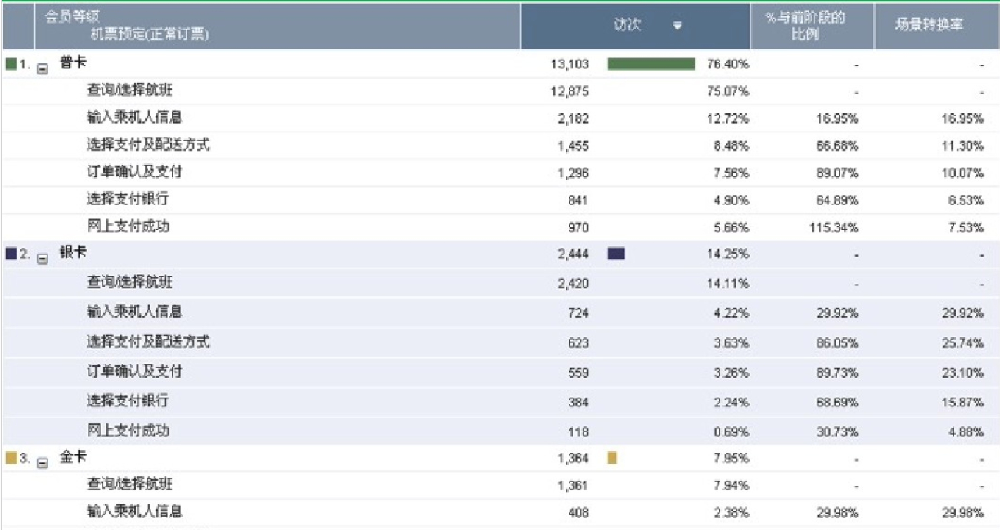 会员等级
机票预定(正常订票)
访次
%与前阶段的
比例
场景转换率
1. 普卡 13,103 76.40% - -
查询/选择航班 12,875 75.07% - -
输入乘机人信息 2,182 12.72% 16.95% 16.95%
选择支付及配送方式 1,455 8.48% 66.68% 11.30%
订单确认及支付 1,296 7.56% 89.07% 10.07%
选择支付银行 841 4.90% 64.89% 6.53%
网上支付成功 970 5.66% 115.34% 7.53%
2. 银卡 2,444 14.25% - -
查询/选择航班 2,420 14.11% - -
输入乘机人信息 724 4.22% 29.92% 29.92%
选择支付及配送方式 623 3.63% 86.05% 25.74%
订单确认及支付 559 3.26% 89.73% 23.10%
选择支付银行 384 2.24% 68.69% 15.87%
网上支付成功 118 0.69% 30.73% 4.88%
3. 金卡 1,364 7.95% - -
查询/选择航班 1,361 7.94% - -
输入乘机人信息 408 2.38% 29.98% 29.98%